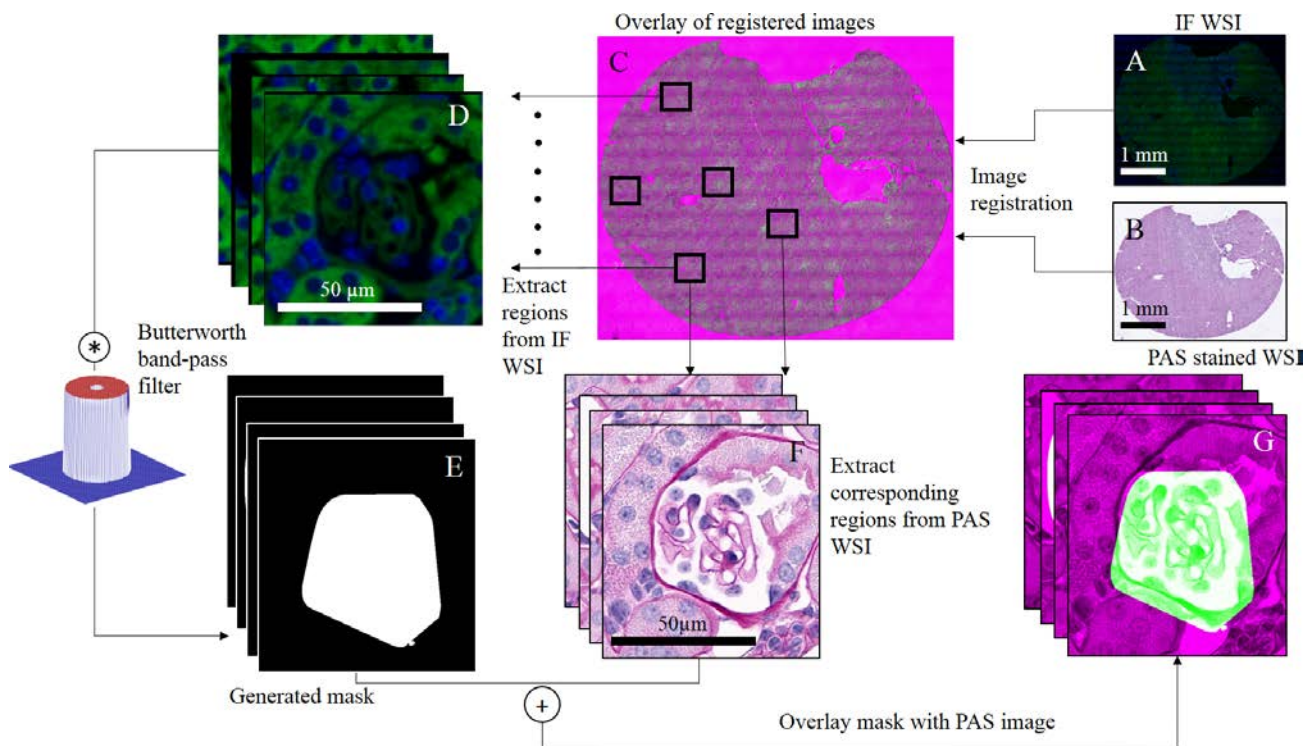 Overlay of registered images
IF WSI
A
1 mm
C
D
50 µm
Image
registration
B
1 mm
PAS stained WSI
Extract
regions
from IF
WSI
*
Butterworth
band-pass
filter
E
Generated mask
F
50µm
Extract
corresponding
regions from PAS
WSI
G
+
Overlay mask with PAS image